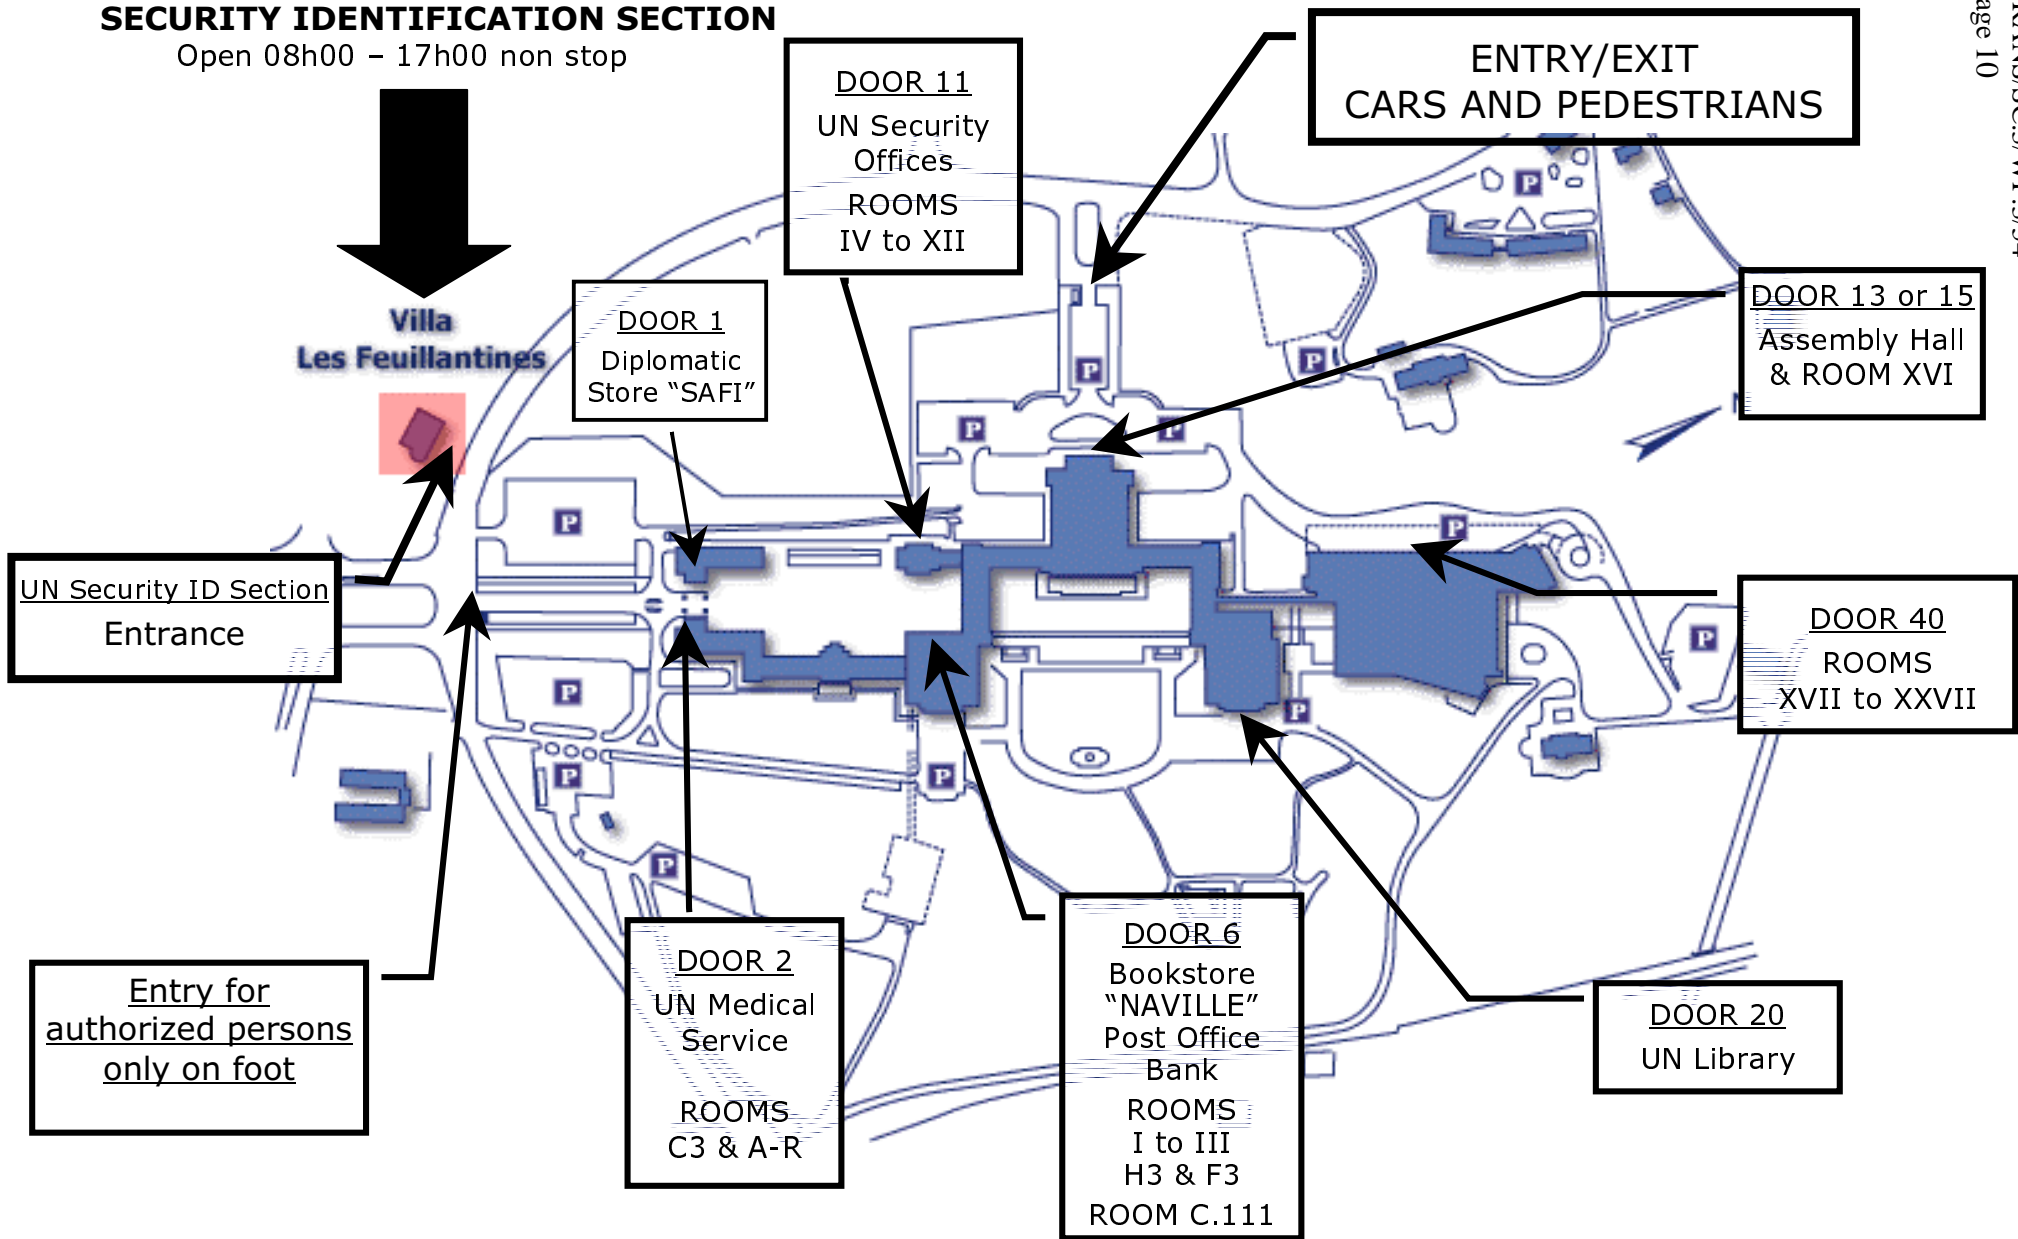 SECURITY IDENTIFICATION SECTION
Open 08h00 – 17h00 non stop
age 10
DOOR 11
UN Security
Offices
ROOMS
IV to XII
ENTRY/EXIT
CARS AND PEDESTRIANS
P
Villa
Les Feuillantines
DOOR 1
Diplomatic
Store “SAFI”
DOOR 13 or 15
Assembly Hall
& ROOM XVI
P
P
P
P
P
P
UN Security ID Section
Entrance
DOOR 40
ROOMS
XVII to XXVII
P
P
P
P
P
P
Entry for
authorized persons
only on foot
DOOR 2
UN Medical
Service
ROOMS
C3 & A-R
DOOR 6
Bookstore
“NAVILLE”
Post Office
Bank
ROOMS
I to III
H3 & F3
ROOM C.111
DOOR 20
UN Library